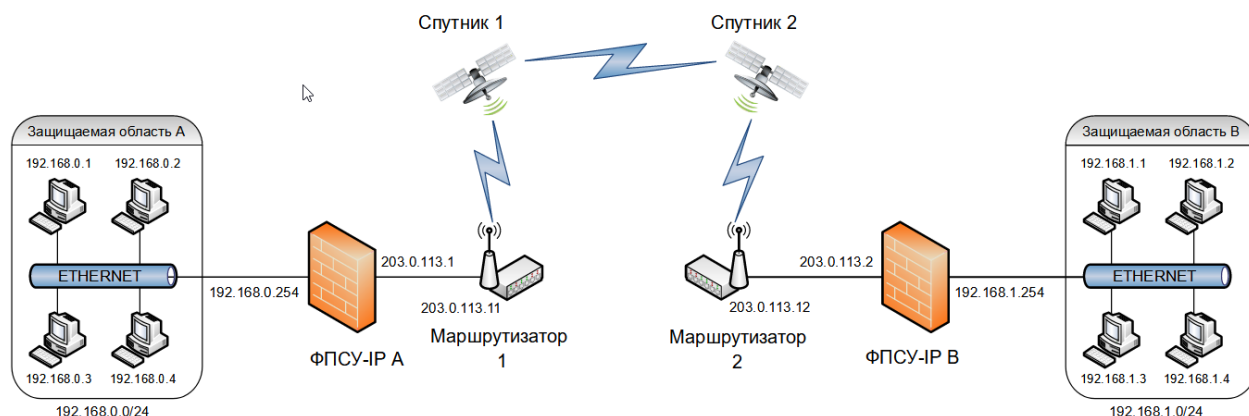 Спутник 1
Спутник 2
Защищаемая область A
192.168.0.1
192.168.0.2
ETHERNET
192.168.0.3
192.168.0.4
192.168.0.0/24
192.168.0.254
ФПСУ-IP A
203.0.113.1
203.0.113.11
Маршрутизатор
1
203.0.113.2
203.0.113.12
Маршрутизатор
2
ФПСУ-IP B
192.168.1.254
Защищаемая область B
192.168.1.1
192.168.1.2
ETHERNET
192.168.1.3
192.168.1.4
192.168.1.0/24